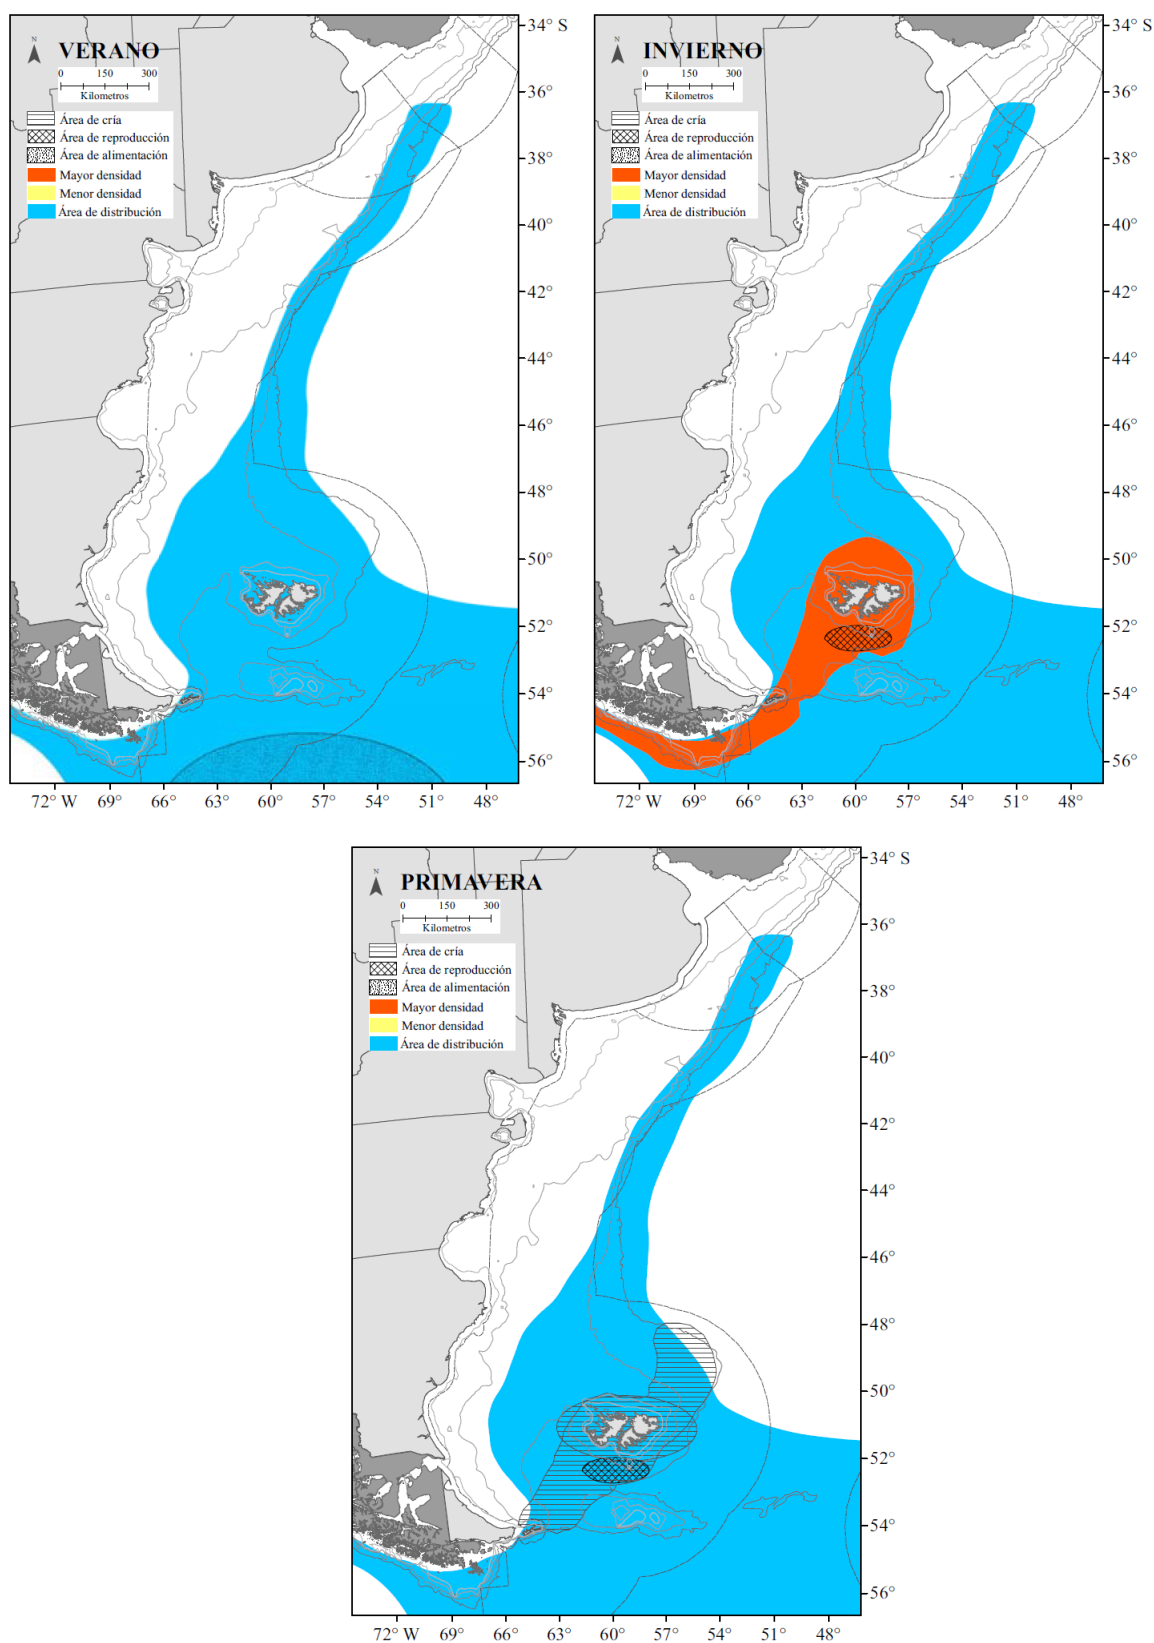 N
VERANO
0 150 300
Kilometros
Área de cría
Área de reproducción
Área de alimentación
Mayor densidad
Menor densidad
Área de distribución
34° S
36°
38°
40°
42°
44°
46°
48°
50°
52°
54°
56°
72° W 69° 66° 63° 60° 57° 54° 51° 48°
N
INVIERNO
0 150 300
Kilometros
Área de cría
Área de reproducción
Área de alimentación
Mayor densidad
Menor densidad
Área de distribución
34° S
36°
38°
40°
42°
44°
46°
48°
50°
52°
54°
56°
72° W 69° 66° 63° 60° 57° 54° 51° 48°
N
PRIMAVERA
0 150 300
Kilometros
Área de cría
Área de reproducción
Área de alimentación
Mayor densidad
Menor densidad
Área de distribución
34° S
36°
38°
40°
42°
44°
46°
48°
50°
52°
54°
56°
72° W 69° 66° 63° 60° 57° 54° 51° 48°